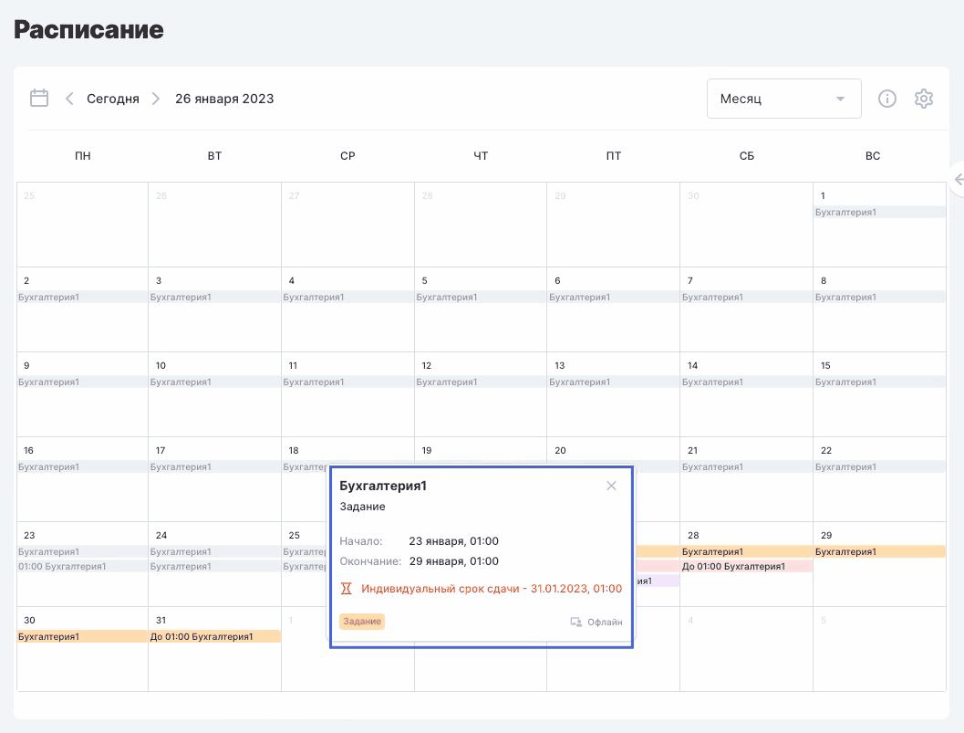 Расписание
Сегодня 26 января 2023 Месяц
ПН ВТ СР ЧТ ПТ СБ ВС
25 26 27 28 29 30 1
Бухгалтерия1
2 3 4 5 6 7 8
Бухгалтерия1 Бухгалтерия1 Бухгалтерия1 Бухгалтерия1 Бухгалтерия1 Бухгалтерия1 Бухгалтерия1
9 10 11 12 13 14 15
Бухгалтерия1 Бухгалтерия1 Бухгалтерия1 Бухгалтерия1 Бухгалтерия1 Бухгалтерия1 Бухгалтерия1
16 17 18 19 20 21 22
Бухгалтерия1 Бухгалтерия1 Бухгалте Бухгалтерия1 Бухгалтерия1
Бухгалтерия1
Задание
Начало: 23 января, 01:00
Окончание: 29 января, 01:00
Индивидуальный срок сдачи - 31.01.2023, 01:00
Задание Офлайн
23 24 25 28 29
Бухгалтерия1 Бухгалтерия1 Бухгалте Бухгалтерия1 Бухгалтерия1
01:00 Бухгалтерия1 Бухгалтерия1 Бухгалте До 01:00 Бухгалтерия1
ия1
30 31 1 4 5
Бухгалтерия1 До 01:00 Бухгалтерия1